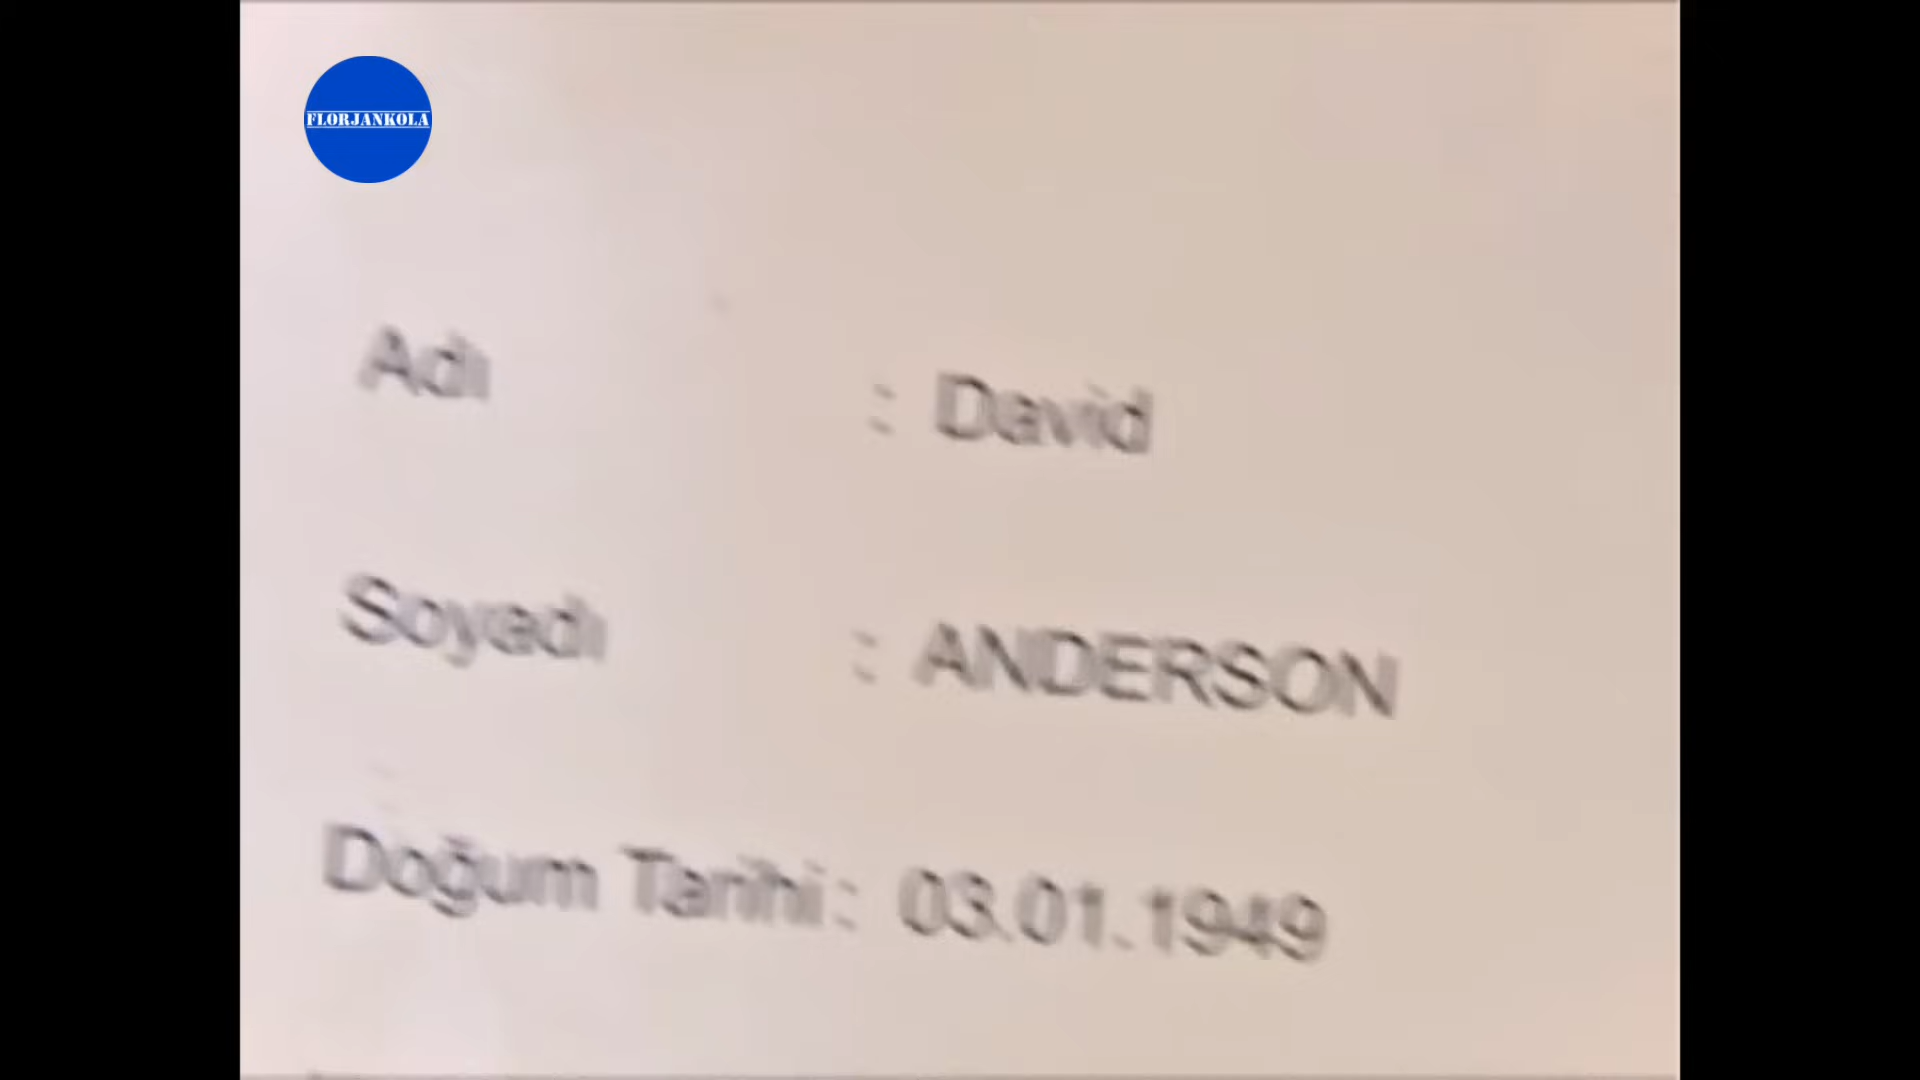 FLORJANKOLA
Adı : David
Soyadı : ANDERSON
Doğum Tarihi : 03.01.1949